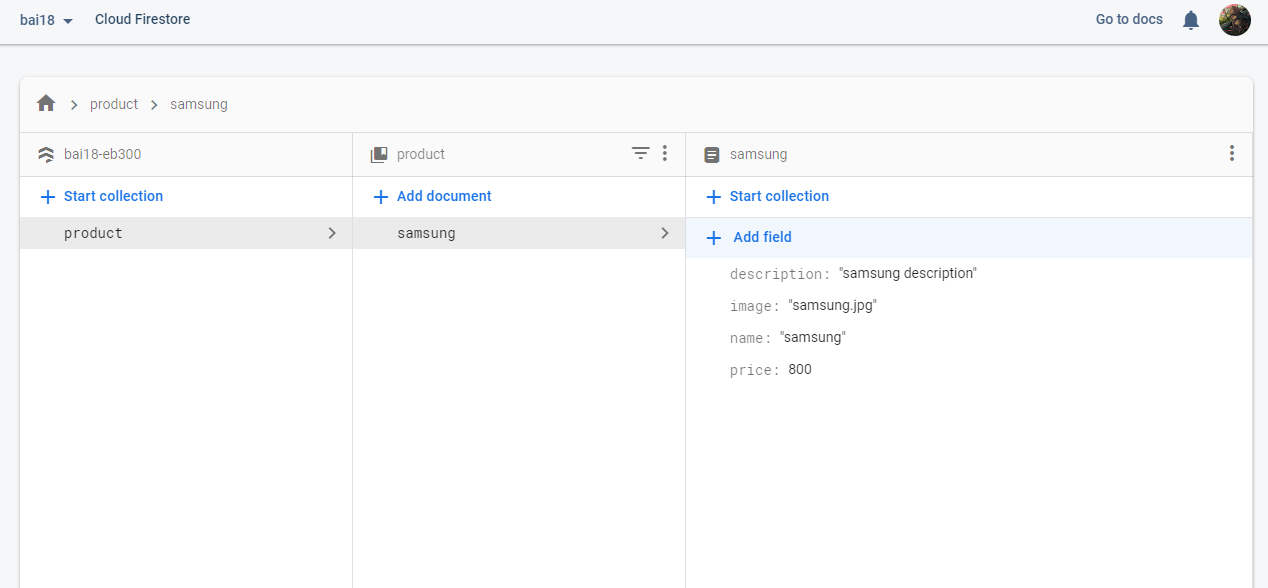 bai18 Cloud Firestore Go to docs
product samsung
bai18-eb300 product samsung
Start collection Add document Start collection
product samsung Add field
description: "samsung description"
image: "samsung.jpg"
name: "samsung"
price: 800